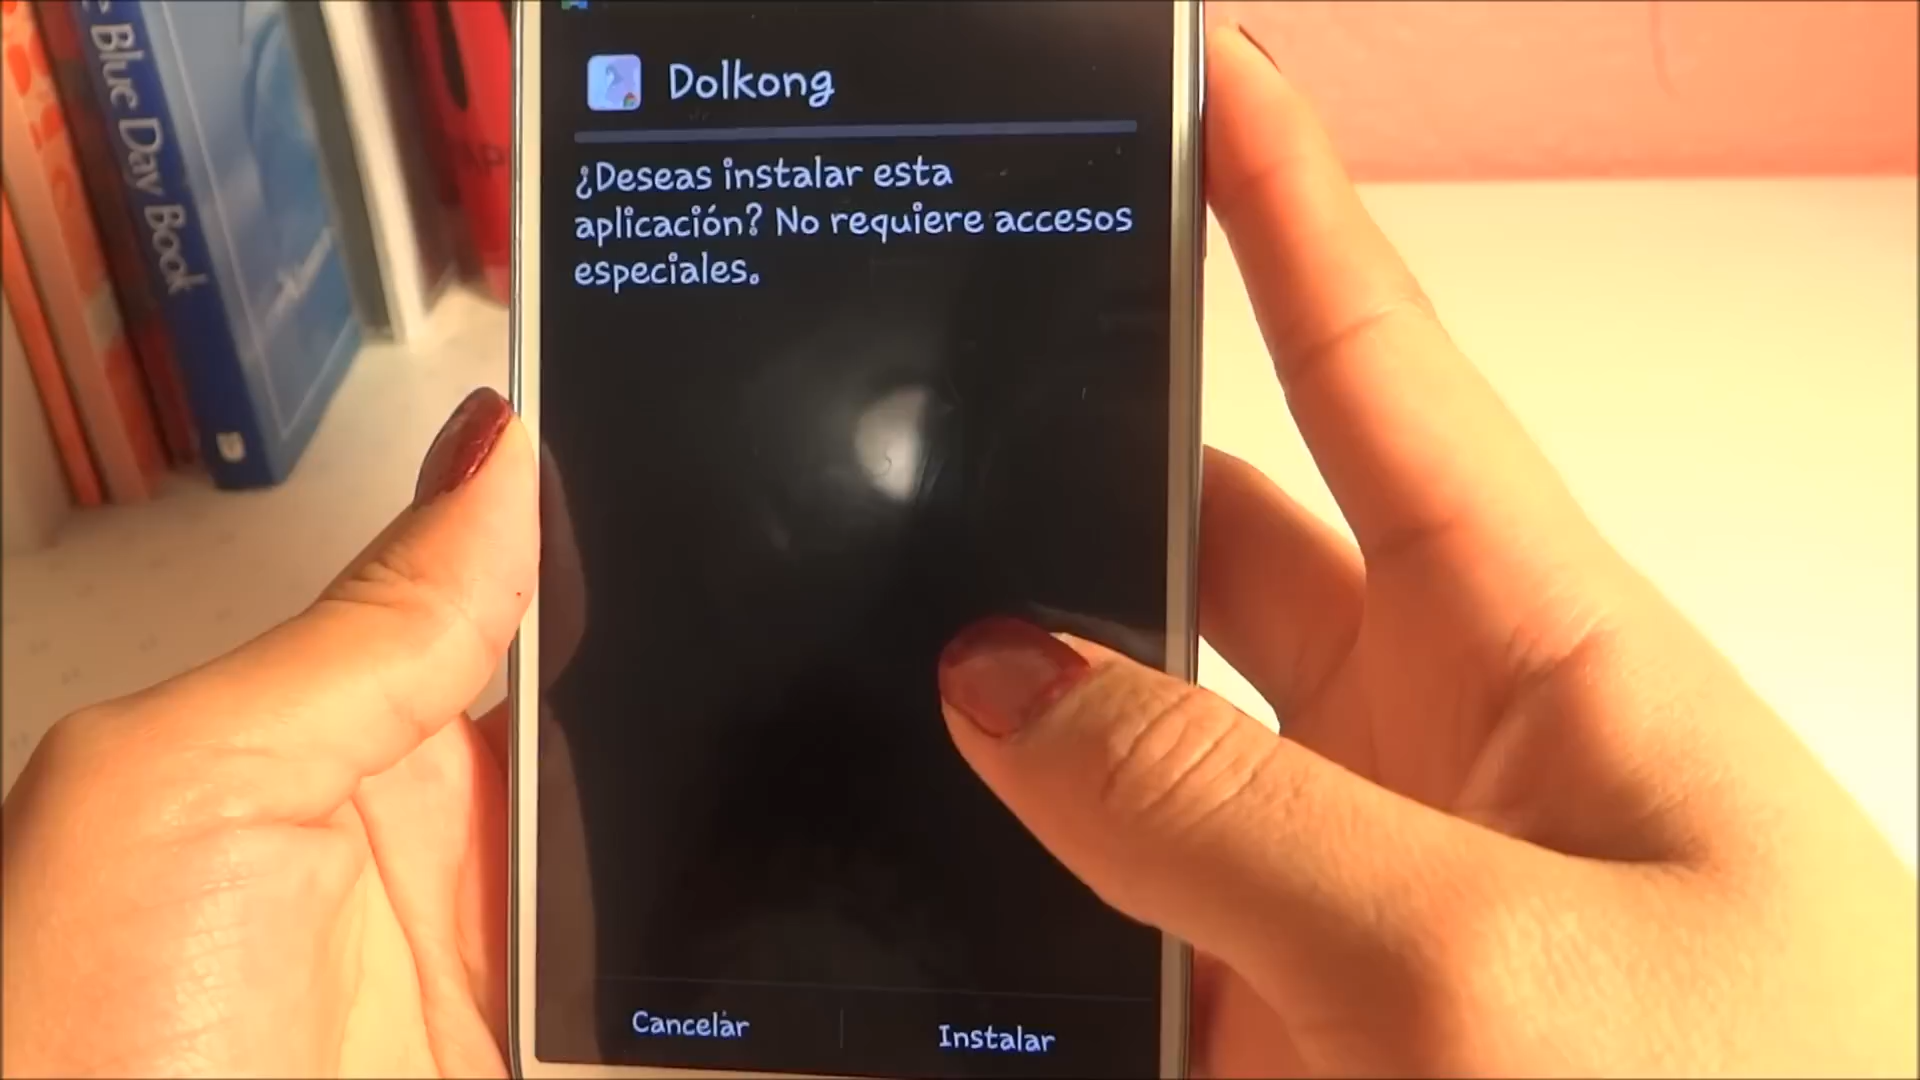 Blue Day Book
Dolkong
¿Deseas instalar esta
aplicación? No requiere accesos
especiales.
Cancelar
Instalar